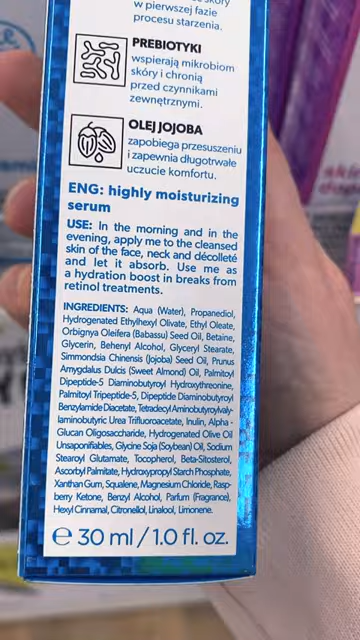 w pierwszej fazie
procesu starzenia.
PREBIOTYKI
wspierają mikrobiom
skóry i chronią
przed czynnikami
zewnętrznymi.
OLEJ JOJOBA
zapobiega przesuszeniu
i zapewnia długotrwałe
uczucie komfortu.
ENG: highly moisturizing
serum
USE: In the morning and in the
evening, apply me to the cleansed
skin of the face, neck and décolleté
and let it absorb. Use me as
a hydration boost in breaks from
retinol treatments.
INGREDIENTS: Aqua (Water), Propanediol,
Hydrogenated Ethylhexyl Olivate, Ethyl Oleate,
Orbignya Oleifera (Babassu) Seed Oil, Betaine,
Glycerin, Behenyl Alcohol, Glyceryl Stearate,
Simmondsia Chinensis (Jojoba) Seed Oil, Prunus
Amygdalus Dulcis (Sweet Almond) Oil, Palmitoyl
Dipeptide-5 Diaminobutyroyl Hydroxythreonine,
Palmitoyl Tripeptide-5, Dipeptide Diaminobutyroyl
Benzylamide Diacetate, Tetradecyl Aminobutyroylvaly-
laminobutyric Urea Trifluoroacetate, Inulin, Alpha -
Glucan Oligosaccharide, Hydrogenated Olive Oil
Unsaponifiables, Glycine Soja (Soybean) Oil, Sodium
Stearoyl Glutamate, Tocopherol, Beta-Sitosterol,
Ascorbyl Palmitate, Hydroxypropyl Starch Phosphate,
Xanthan Gum, Squalene, Magnesium Chloride, Rasp-
berry Ketone, Benzyl Alcohol, Parfum (Fragrance),
Hexyl Cinnamal, Citronellol, Linalool, Limonene.
℮ 30 ml / 1.0 fl. oz.